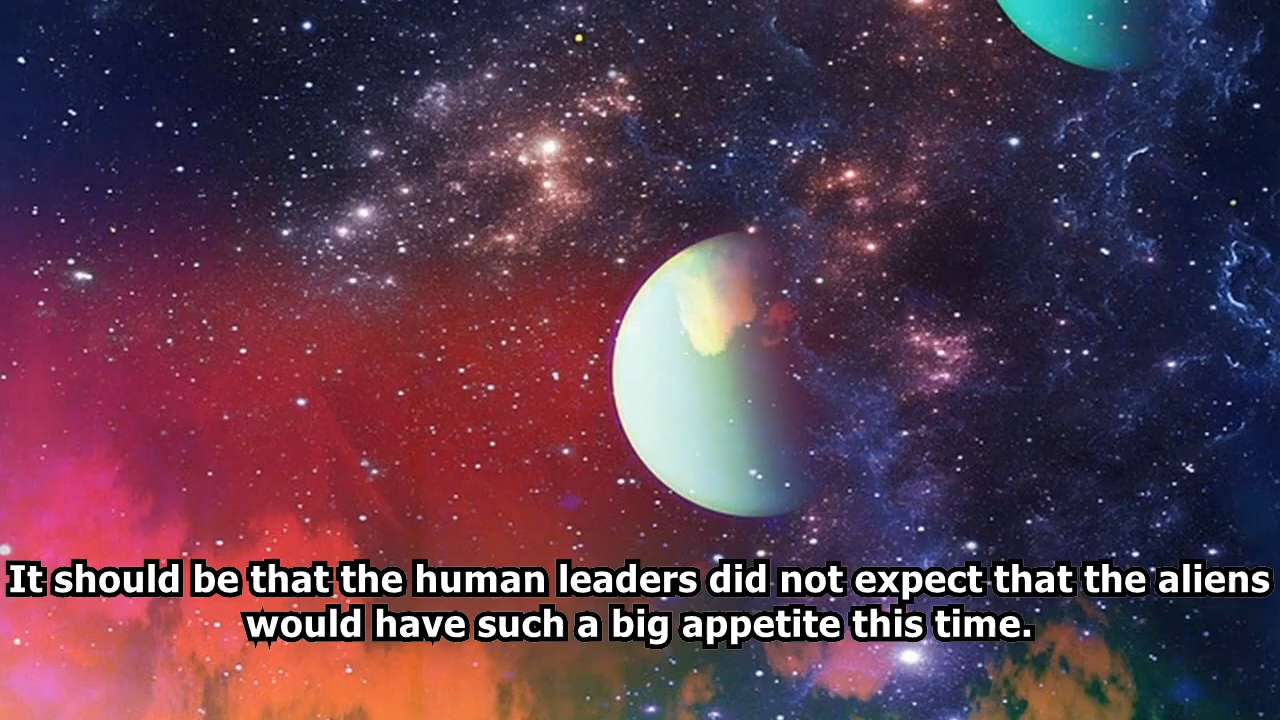 It should be that the human leaders did not expect that the aliens
would have such a big appetite this time.